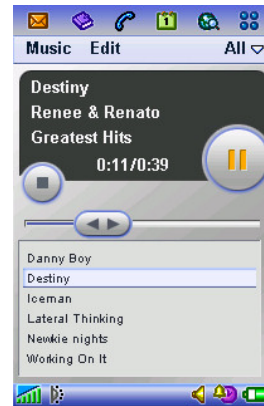 1
Music Edit All
Destiny
Renee & Renato
Greatest Hits
0:11/0:39
Danny Boy
Destiny
Iceman
Lateral Thinking
Newkie nights
Working On It